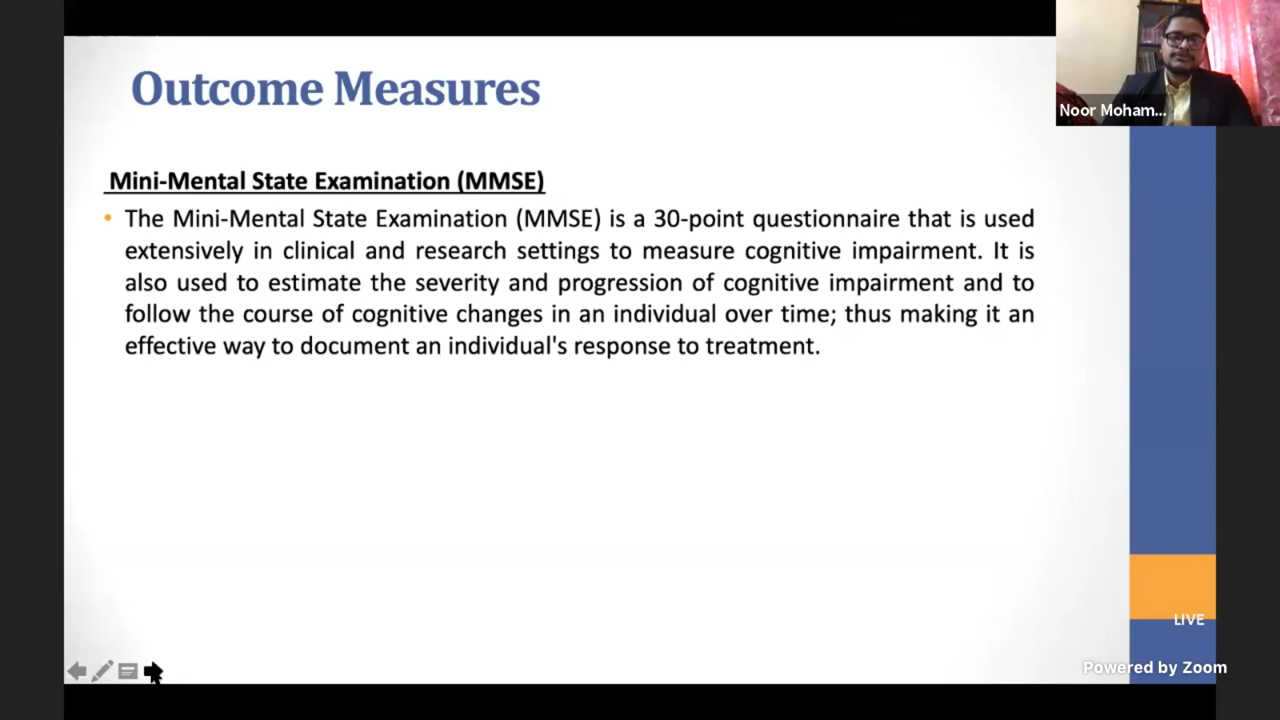 Outcome Measures
Noor Moham...
Mini-Mental State Examination (MMSE)
• The Mini-Mental State Examination (MMSE) is a 30-point questionnaire that is used
extensively in clinical and research settings to measure cognitive impairment. It is
also used to estimate the severity and progression of cognitive impairment and to
follow the course of cognitive changes in an individual over time; thus making it an
effective way to document an individual's response to treatment.
LIVE
Powered by Zoom